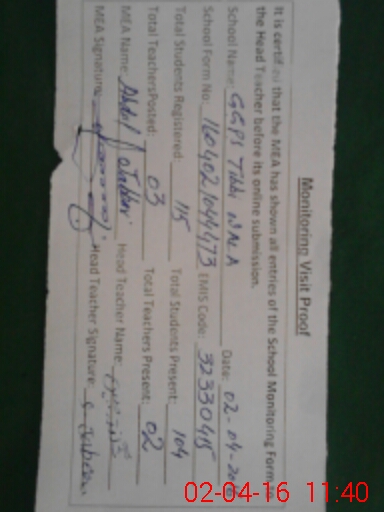 Monitoring Visit Proof
It is certified that the MEA has shown all entries of the School Monitoring Form to
the Head Teacher before its online submission.
School Name: GGPS Tibbi WALA Date: 02-04-
School Form No: EMIS Code: 32330415
Total Students Registered: 115 Total Students Present: 104
Total TeachersPosted: 03 Total Teachers Present: 02
MEA Name: Abdul Jabbar Head Teacher Name:
MEA Signature: Head Teacher Signature:
02-04-16 11:40